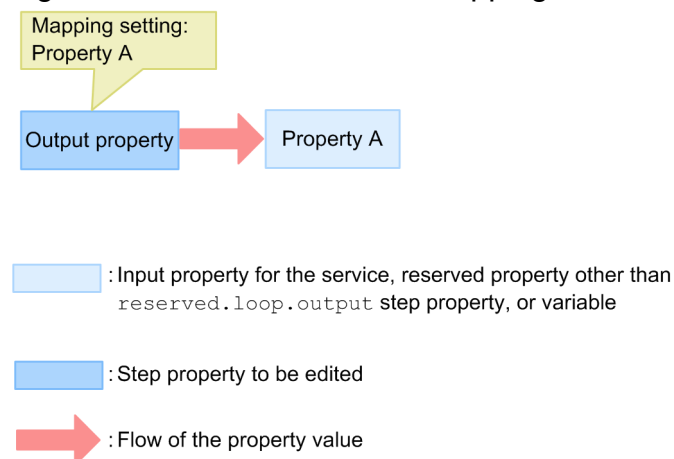 Mapping setting:
Property A
Output property
Property A
: Input property for the service, reserved property other than
reserved.loop.output step property, or variable
: Step property to be edited
: Flow of the property value